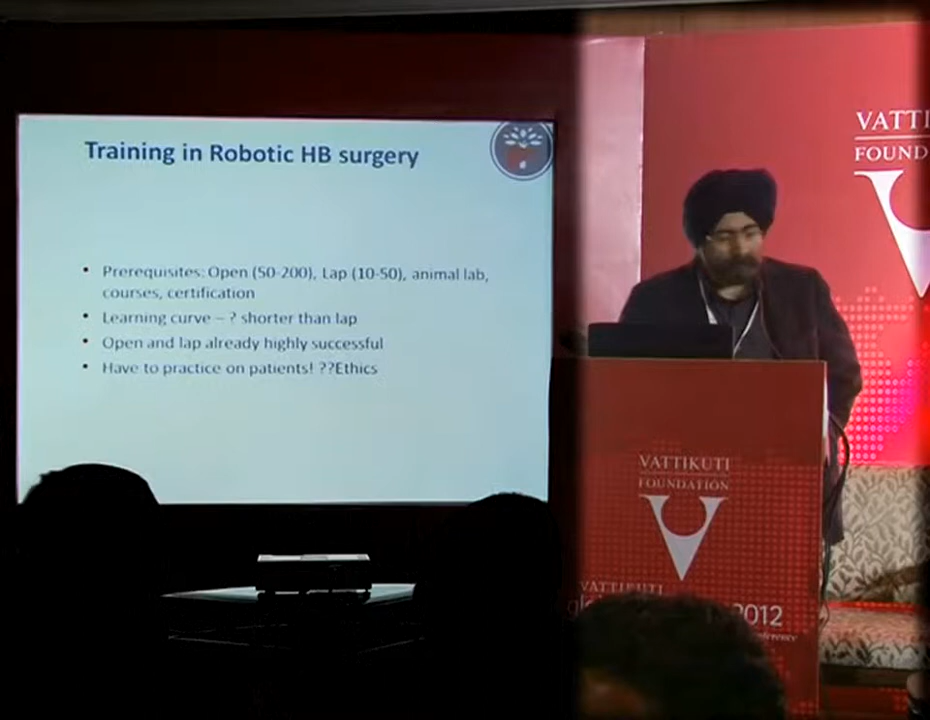 Training in Robotic HB surgery
• Prerequisites: Open (50-200), Lap (10-50), animal lab,
courses, certification
• Learning curve – ? shorter than lap
• Open and lap already highly successful
• Have to practice on patients! ??Ethics
VATTI
FOUND
VATTIKUTI
FOUNDATION
VATTIKUTI
2012